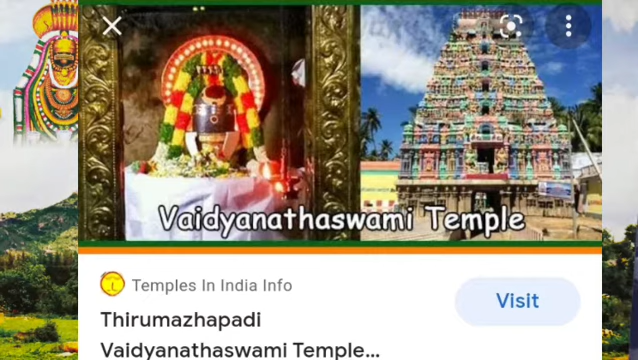 Vaidyanathaswami Temple
Temples In India Info
Visit
Thirumazhapadi
Vaidyanathaswami Temple...